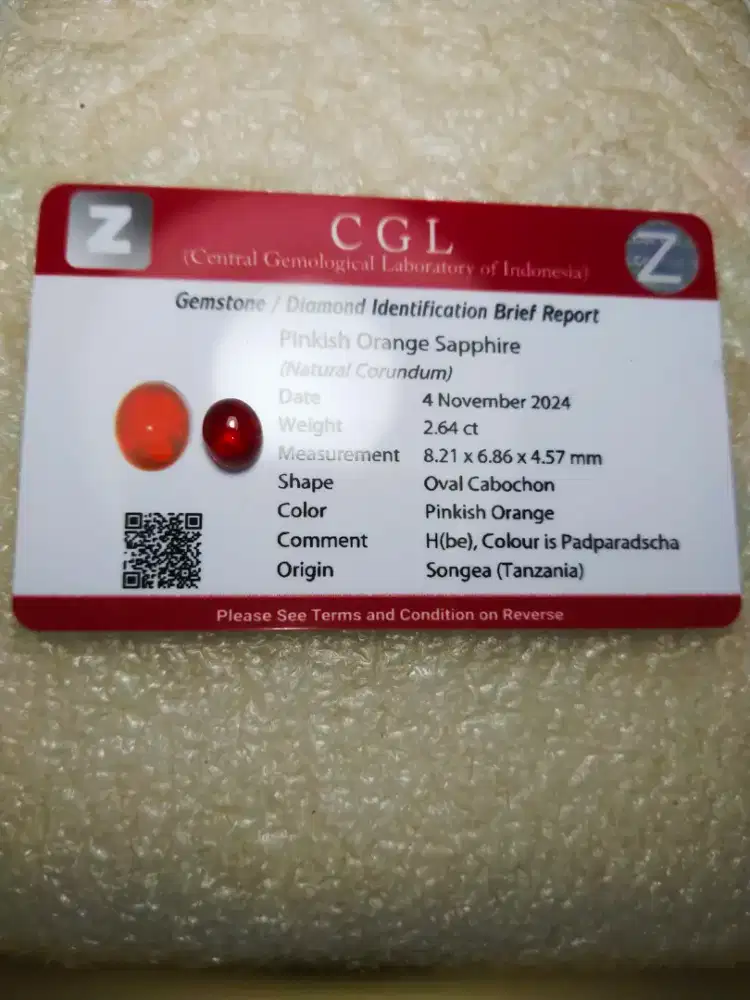 Z
C G L
Z
(Central Gemological Laboratory of Indonesia)
Gemstone / Diamond Identification Brief Report
Pinkish Orange Sapphire
(Natural Corundum)
Date 4 November 2024
Weight 2.64 ct
Measurement 8.21 x 6.86 x 4.57 mm
Shape Oval Cabochon
Color Pinkish Orange
Comment H(be), Colour is Padparadscha
Origin Songea (Tanzania)
Please See Terms and Condition on Reverse